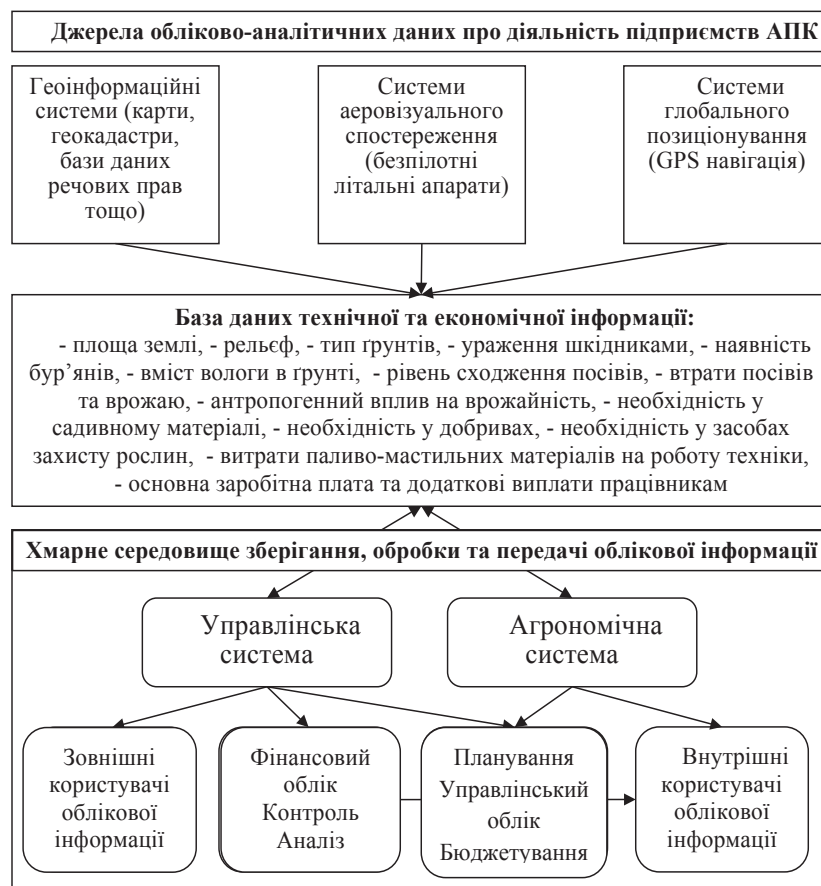 Джерела обліково-аналітичних даних про діяльність підприємств АПК
Геоінформаційні
системи (карти,
геокадастри,
бази даних
речових прав
тощо)
Системи
аеровізуального
спостереження
(безпілотні
літальні апарати)
Системи
глобального
позиціонування
(GPS навігація)
База даних технічної та економічної інформації:
- площа землі, - рельєф, - тип ґрунтів, - ураження шкідниками, - наявність
бур’янів, - вміст вологи в ґрунті, - рівень сходження посівів, - втрати посівів
та врожаю, - антропогенний вплив на врожайність, - необхідність у
садивному матеріалі, - необхідність у добривах, - необхідність у засобах
захисту рослин, - витрати паливо-мастильних матеріалів на роботу техніки,
- основна заробітна плата та додаткові виплати працівникам
Хмарне середовище зберігання, обробки та передачі облікової інформації
Управлінська
система
Агрономічна
система
Зовнішні
користувачі
облікової
інформації
Фінансовий
облік
Контроль
Аналіз
Планування
Управлінський
облік
Бюджетування
Внутрішні
користувачі
облікової
інформації